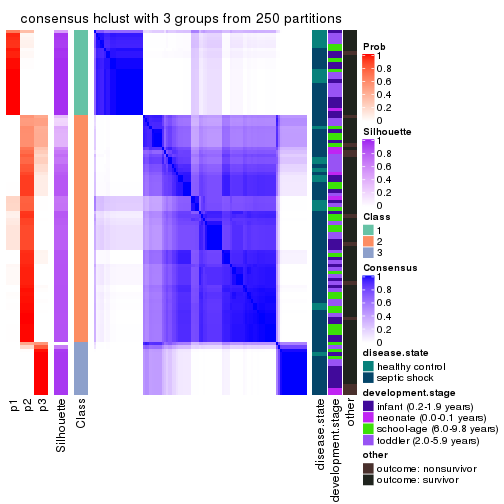 consensus hclust with 3 groups from 250 partitions
Prob
1
0.8
0.6
0.4
0.2
0
Silhouette
1
0.8
0.6
0.4
0.2
0
Class
1
2
3
Consensus
1
0.8
0.6
0.4
0.2
0
disease.state
healthy control
septic shock
development.stage
infant (0.2-1.9 years)
neonate (0.0-0.1 years)
school-age (6.0-9.8 years)
toddler (2.0-5.9 years)
other
outcome: nonsurvivor
outcome: survivor
p1
p2
p3
Silhouette
Class
disease.state
development.stage
other